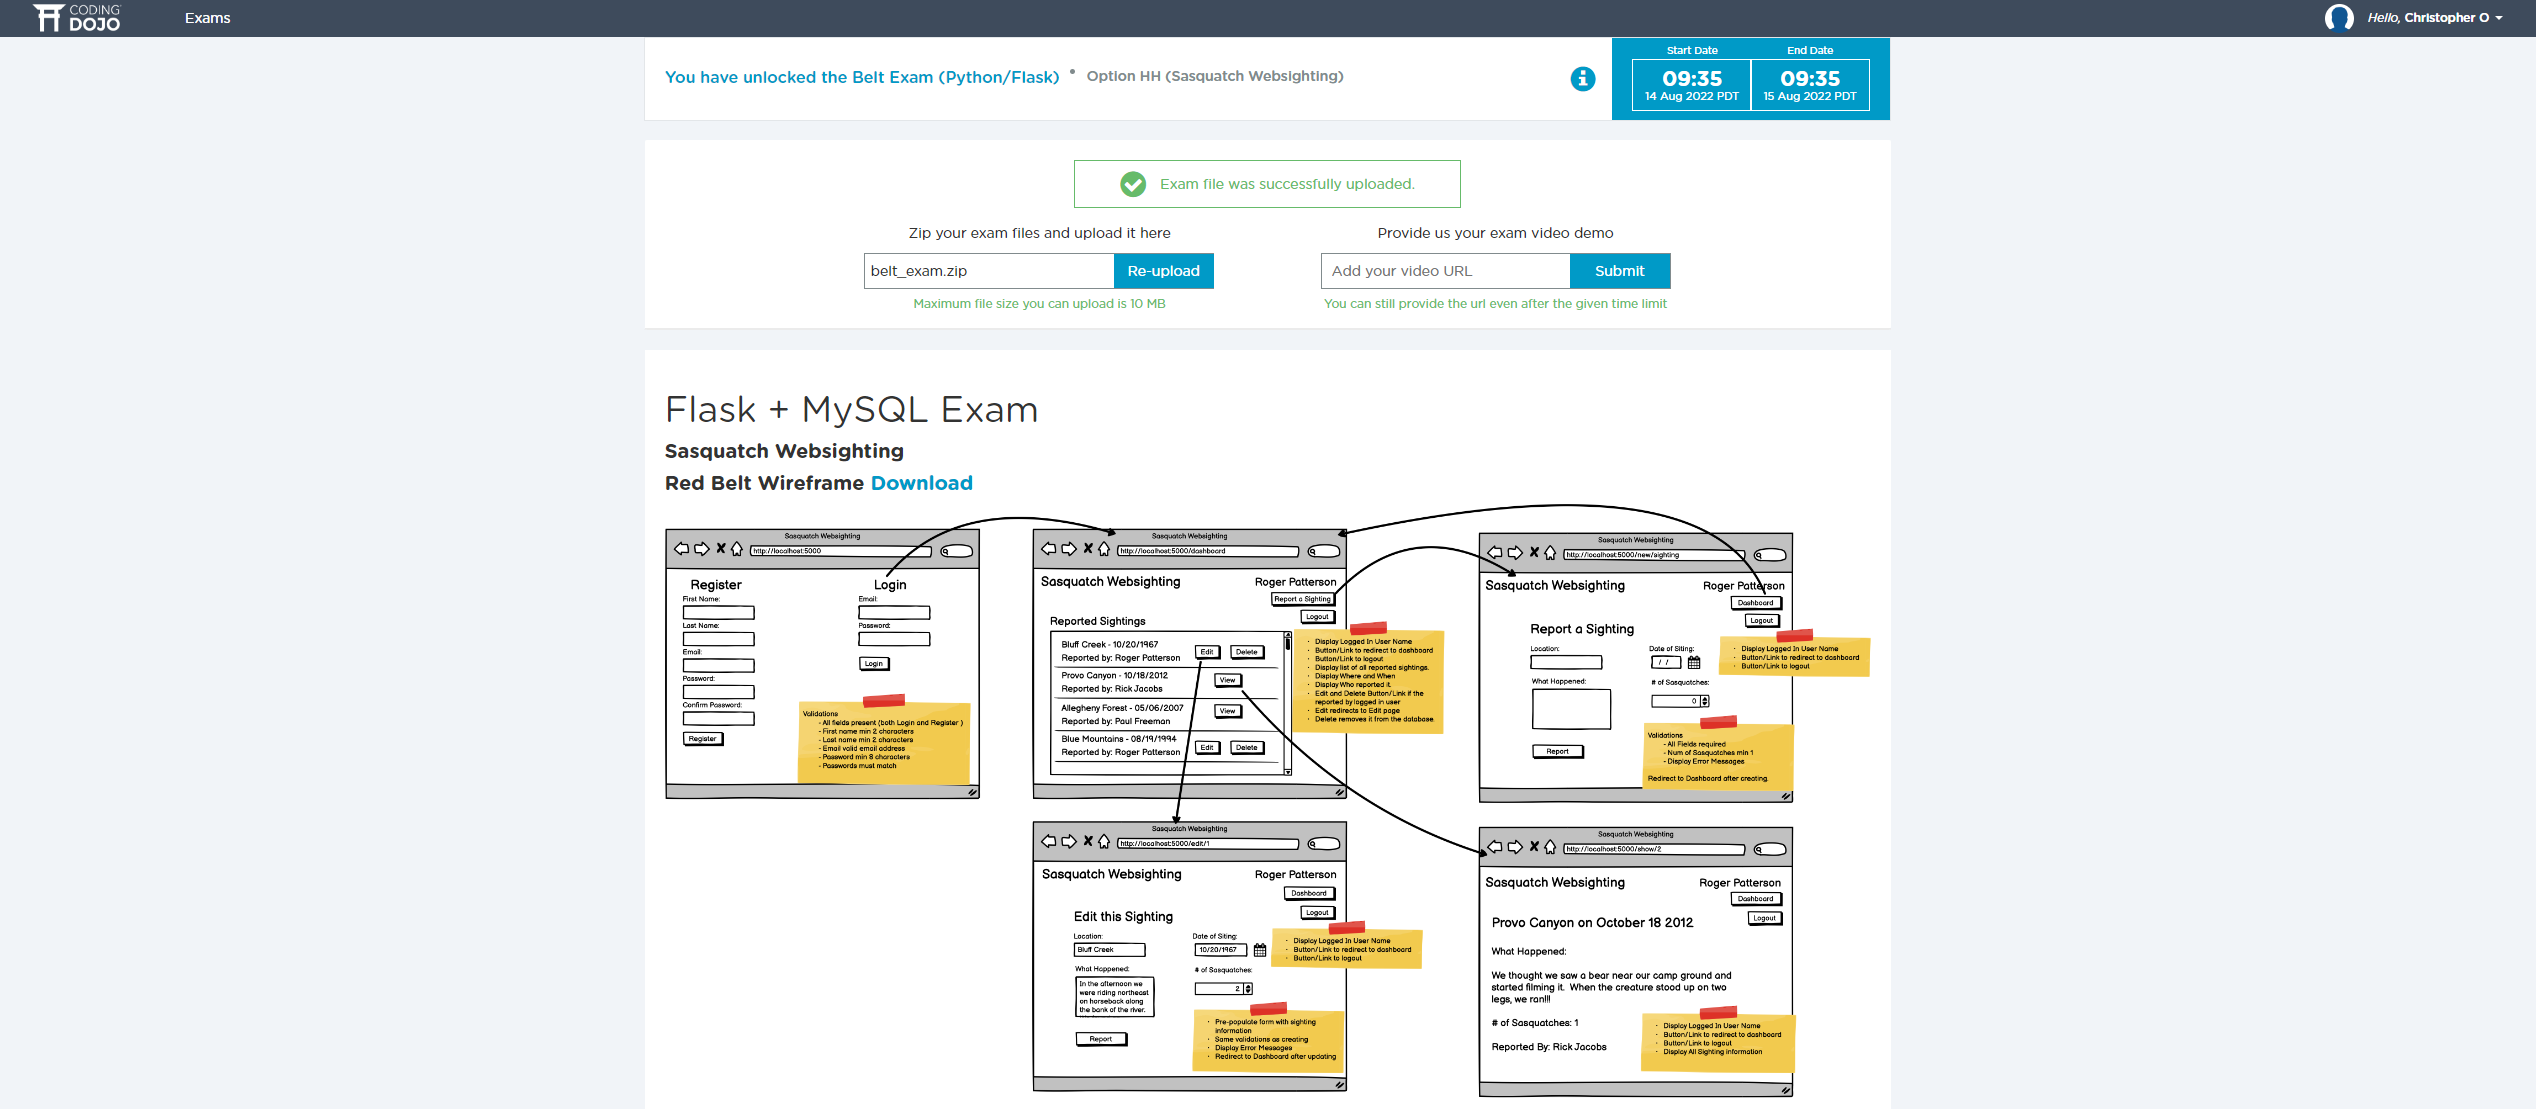 CODING DOJO
Exams
Hello, Christopher O
You have unlocked the Belt Exam (Python/Flask) • Option HH (Sasquatch Websighting)
Start Date
09:35
14 Aug 2022 PDT
End Date
09:35
15 Aug 2022 PDT
Exam file was successfully uploaded.
Zip your exam files and upload it here
belt_exam.zip
Re-upload
Maximum file size you can upload is 10 MB
Provide us your exam video demo
Add your video URL
Submit
You can still provide the url even after the given time limit
Flask + MySQL Exam
Sasquatch Websighting
Red Belt Wireframe Download
Sasquatch Websighting
http://localhost:5000
Register
First Name:
Last Name:
Email:
Password:
Confirm Password:
Register
Login
Email:
Password:
Login
Validations
- All fields present (both Login and Register )
- First name min 2 characters
- Last name min 2 characters
- Email valid email address
- Password min 8 characters
- Passwords must match
Sasquatch Websighting
http://localhost:5000/dashboard
Sasquatch Websighting
Roger Patterson
Report a Sighting
Logout
Reported Sightings
Bluff Creek - 10/20/1967
Reported by: Roger Patterson
Edit
Delete
Provo Canyon - 10/18/2012
Reported by: Rick Jacobs
View
Allegheny Forest - 05/06/2007
Reported by: Paul Freeman
View
Blue Mountains - 08/19/1994
Reported by: Roger Patterson
Edit
Delete
· Display Logged In User Name
· Button/Link to redirect to dashboard
· Button/Link to logout
· Display list of all reported sightings.
· Display Where and When
· Display Who reported it.
· Edit and Delete Button/Link if the
reported by logged in user
· Edit redirects to Edit page
· Delete removes it from the database.
Sasquatch Websighting
http://localhost:5000/new/sighting
Sasquatch Websighting
Roger Patterson
Dashboard
Logout
Report a Sighting
Location:
Date of Siting:
/ /
What Happened:
# of Sasquatches:
0
Report
· Display Logged In User Name
· Button/Link to redirect to dashboard
· Button/Link to logout
Validations
- All Fields required
- Num of Sasquatches min 1
- Display Error Messages
Redirect to Dashboard after creating.
Sasquatch Websighting
http://localhost:5000/edit/1
Sasquatch Websighting
Roger Patterson
Dashboard
Logout
Edit this Sighting
Location:
Bluff Creek
Date of Siting:
10/20/1967
What Happened:
In the afternoon we
were riding northeast
on horseback along
the bank of the river.
# of Sasquatches:
2
Report
· Display Logged In User Name
· Button/Link to redirect to dashboard
· Button/Link to logout
· Pre-populate form with sighting
information
· Same validations as creating
· Display Error Messages
· Redirect to Dashboard after updating
Sasquatch Websighting
http://localhost:5000/show/2
Sasquatch Websighting
Roger Patterson
Dashboard
Logout
Provo Canyon on October 18 2012
What Happened:
We thought we saw a bear near our camp ground and
started filming it. When the creature stood up on two
legs, we ran!!!
# of Sasquatches: 1
Reported By: Rick Jacobs
· Display Logged In User Name
· Button/Link to redirect to dashboard
· Button/Link to logout
· Display All Sighting information